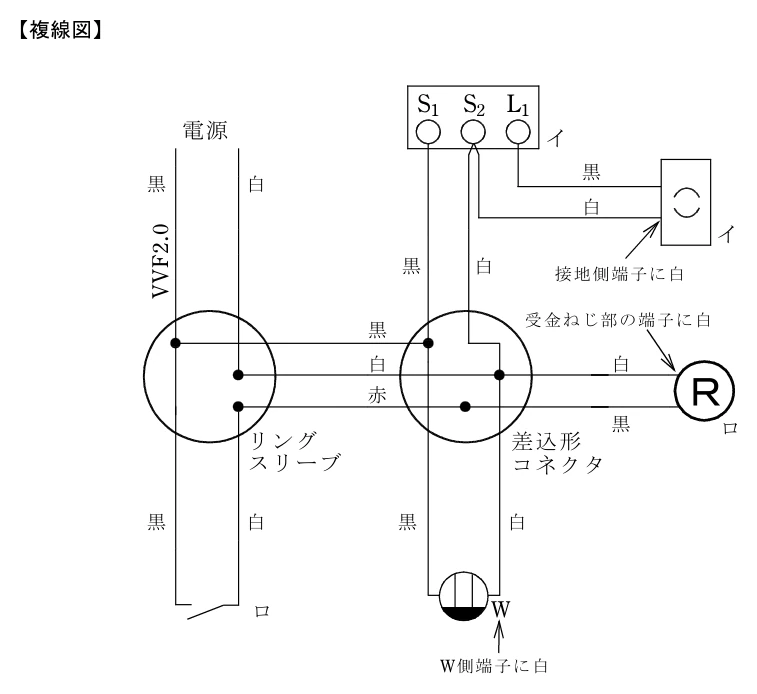 【複線図】
S1 S2 L1
イ
電源
黒 白
黒
白
イ
接地側端子に白
VVF2.0
黒 白
受金ねじ部の端子に白
黒
白 白
R
赤
黒
ロ
リング
スリーブ
差込形
コネクタ
黒 白 黒 白
ロ
W
W側端子に白